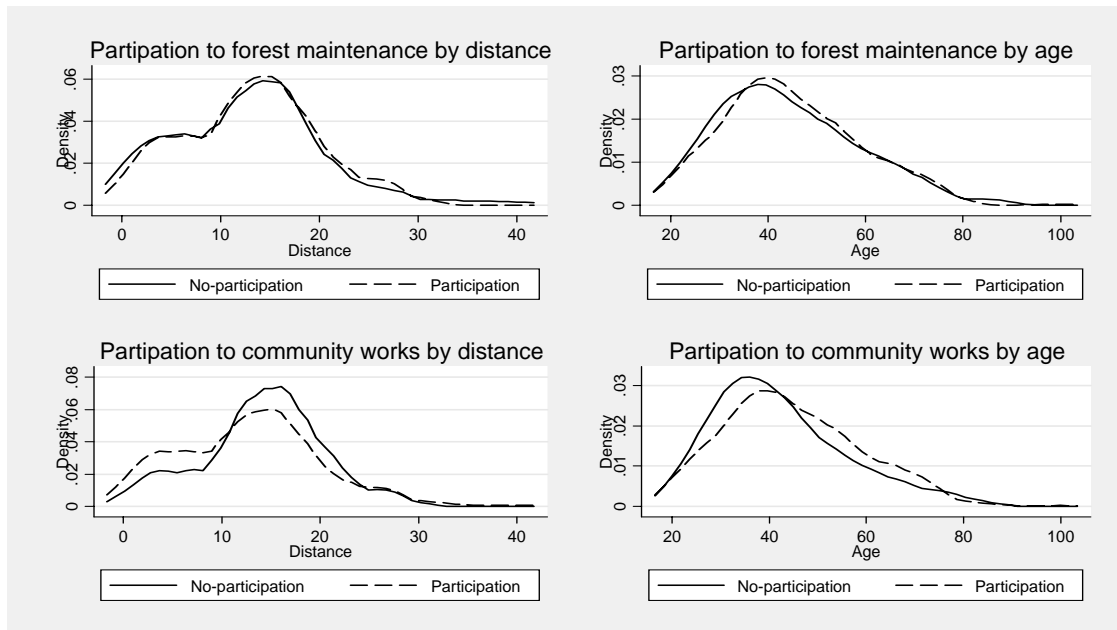 Partipation to forest maintenance by distance
Density
0 .02 .04 .06
0 10 20 30 40
Distance
No-participation Participation
Partipation to forest maintenance by age
Density
0 .01 .02 .03
20 40 60 80 100
Age
No-participation Participation
Partipation to community works by distance
Density
0 .02 .04 .06 .08
0 10 20 30 40
Distance
No-participation Participation
Partipation to community works by age
Density
0 .01 .02 .03
20 40 60 80 100
Age
No-participation Participation